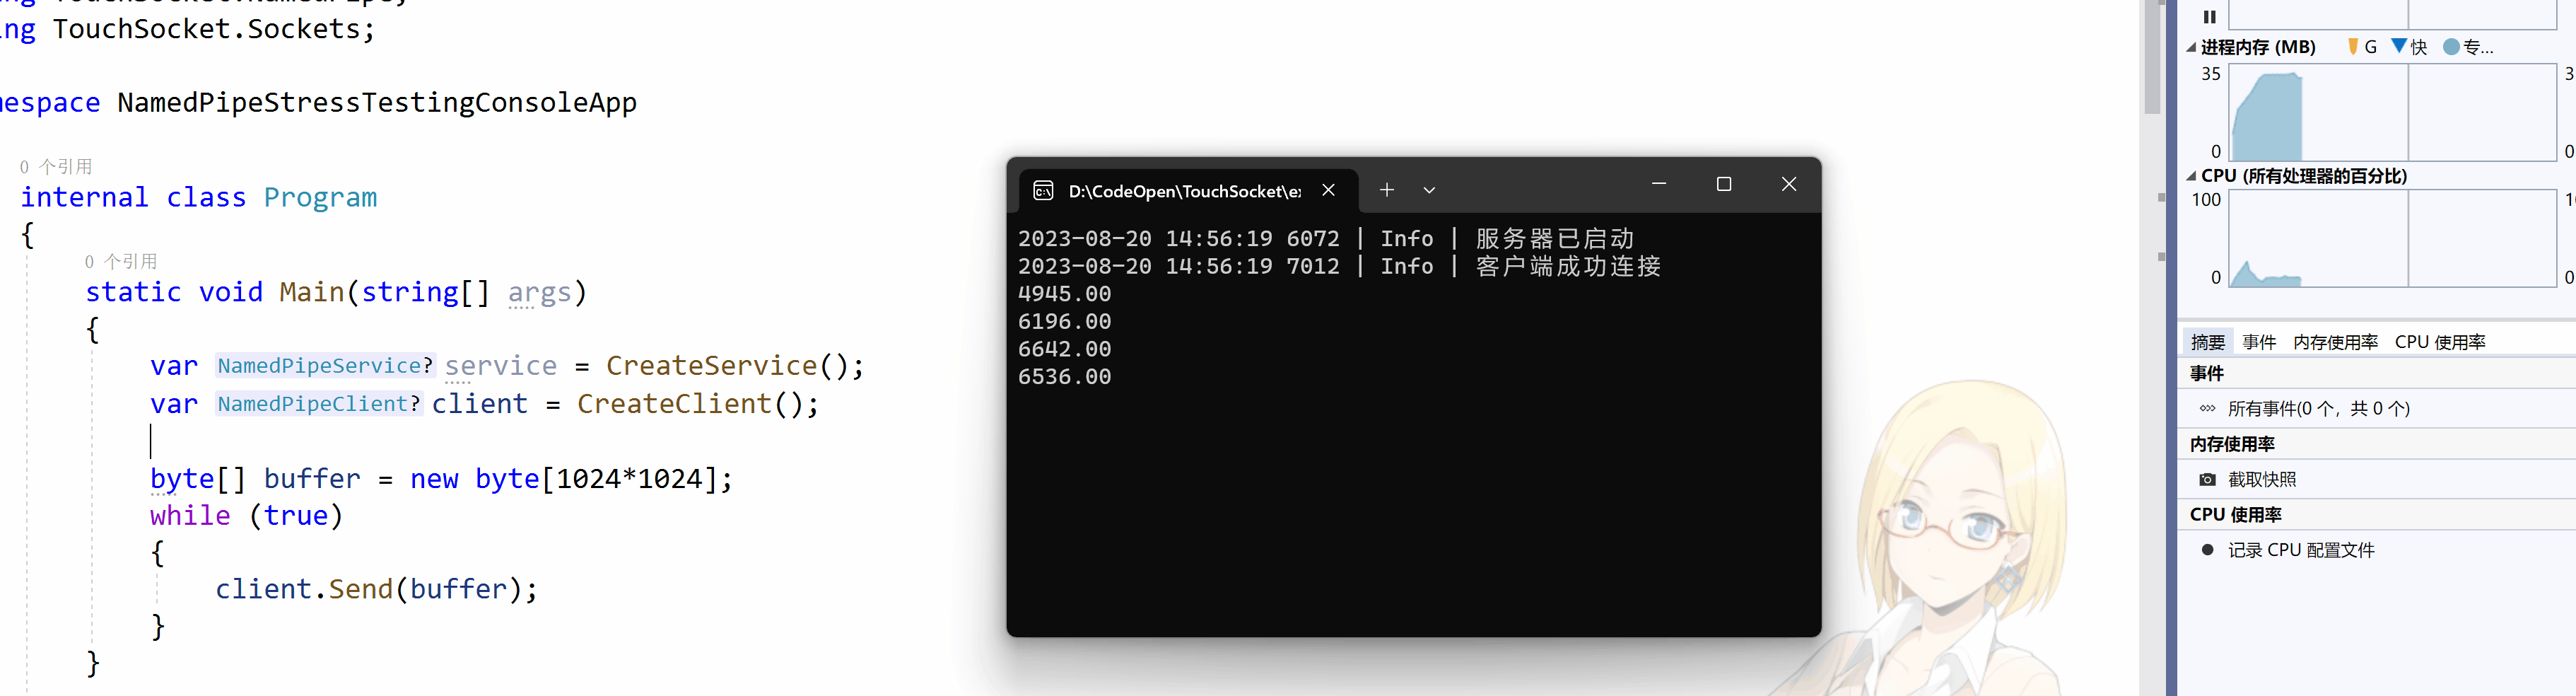 TouchSocket.NamedPipe;
ng TouchSocket.Sockets;
mespace NamedPipeStressTestingConsoleApp
0 个引用
internal class Program
{
0 个引用
static void Main(string[] args)
{
var NamedPipeService? service = CreateService();
var NamedPipeClient? client = CreateClient();
byte[] buffer = new byte[1024*1024];
while (true)
{
client.Send(buffer);
}
}
D:\CodeOpen\TouchSocket\e
2023-08-20 14:56:19 6072 | Info | 服务器已启动
2023-08-20 14:56:19 7012 | Info | 客户端成功连接
4945.00
6196.00
6642.00
6536.00
进程内存 (MB) G 快 专...
35 3
0 0
CPU (所有处理器的百分比)
100 10
0 0
摘要 事件 内存使用率 CPU 使用率
事件
所有事件(0 个，共 0 个)
内存使用率
截取快照
CPU 使用率
记录 CPU 配置文件